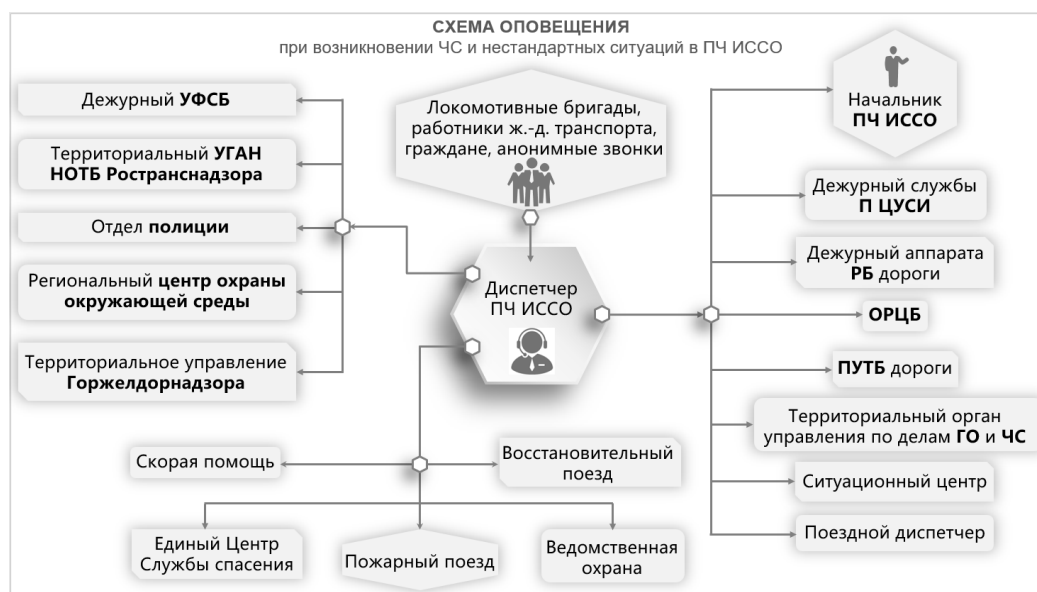 СХЕМА ОПОВЕЩЕНИЯ
при возникновении ЧС и нестандартных ситуаций в ПЧ ИССО
Дежурный УФСБ
Территориальный УГАН
НОТБ Ространснадзора
Отдел полиции
Региональный центр охраны
окружающей среды
Территориальное управление
Горжелдорнадзора
Локомотивные бригады,
работники ж.-д. транспорта,
граждане, анонимные звонки
Диспетчер
ПЧ ИССО
Начальник
ПЧ ИССО
Дежурный службы
П ЦУСИ
Дежурный аппарата
РБ дороги
ОРЦБ
ПУТБ дороги
Территориальный орган
управления по делам ГО и ЧС
Ситуационный центр
Поездной диспетчер
Скорая помощь
Восстановительный
поезд
Единый Центр
Службы спасения
Пожарный поезд
Ведомственная
охрана